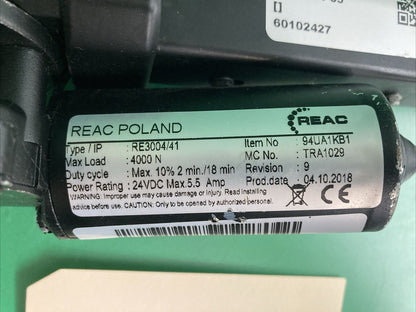 []
60102427
REAC POLAND
REAC
Type / IP : RE3004/41 Item No : 94UA1KB1
Max Load : 4000 N MC No. : TRA1029
Duty cycle : Max. 10% 2 min./18 min Revision : 9
Power Rating : 24VDC Max.5.5 Amp Prod.date : 04.10.2018
Warning: Improper use may cause damage or injury. Read installing
advise before use. CAUTION: Only to be opened by authorized personal.
CE